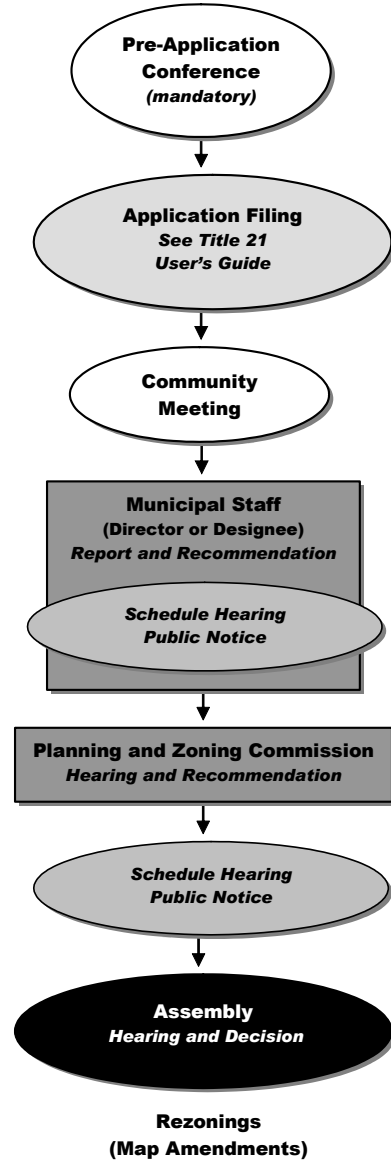 Pre-Application
Conference
(mandatory)
Application Filing
See Title 21
User's Guide
Community
Meeting
Municipal Staff
(Director or Designee)
Report and Recommendation
Schedule Hearing
Public Notice
Planning and Zoning Commission
Hearing and Recommendation
Schedule Hearing
Public Notice
Assembly
Hearing and Decision
Rezonings
(Map Amendments)